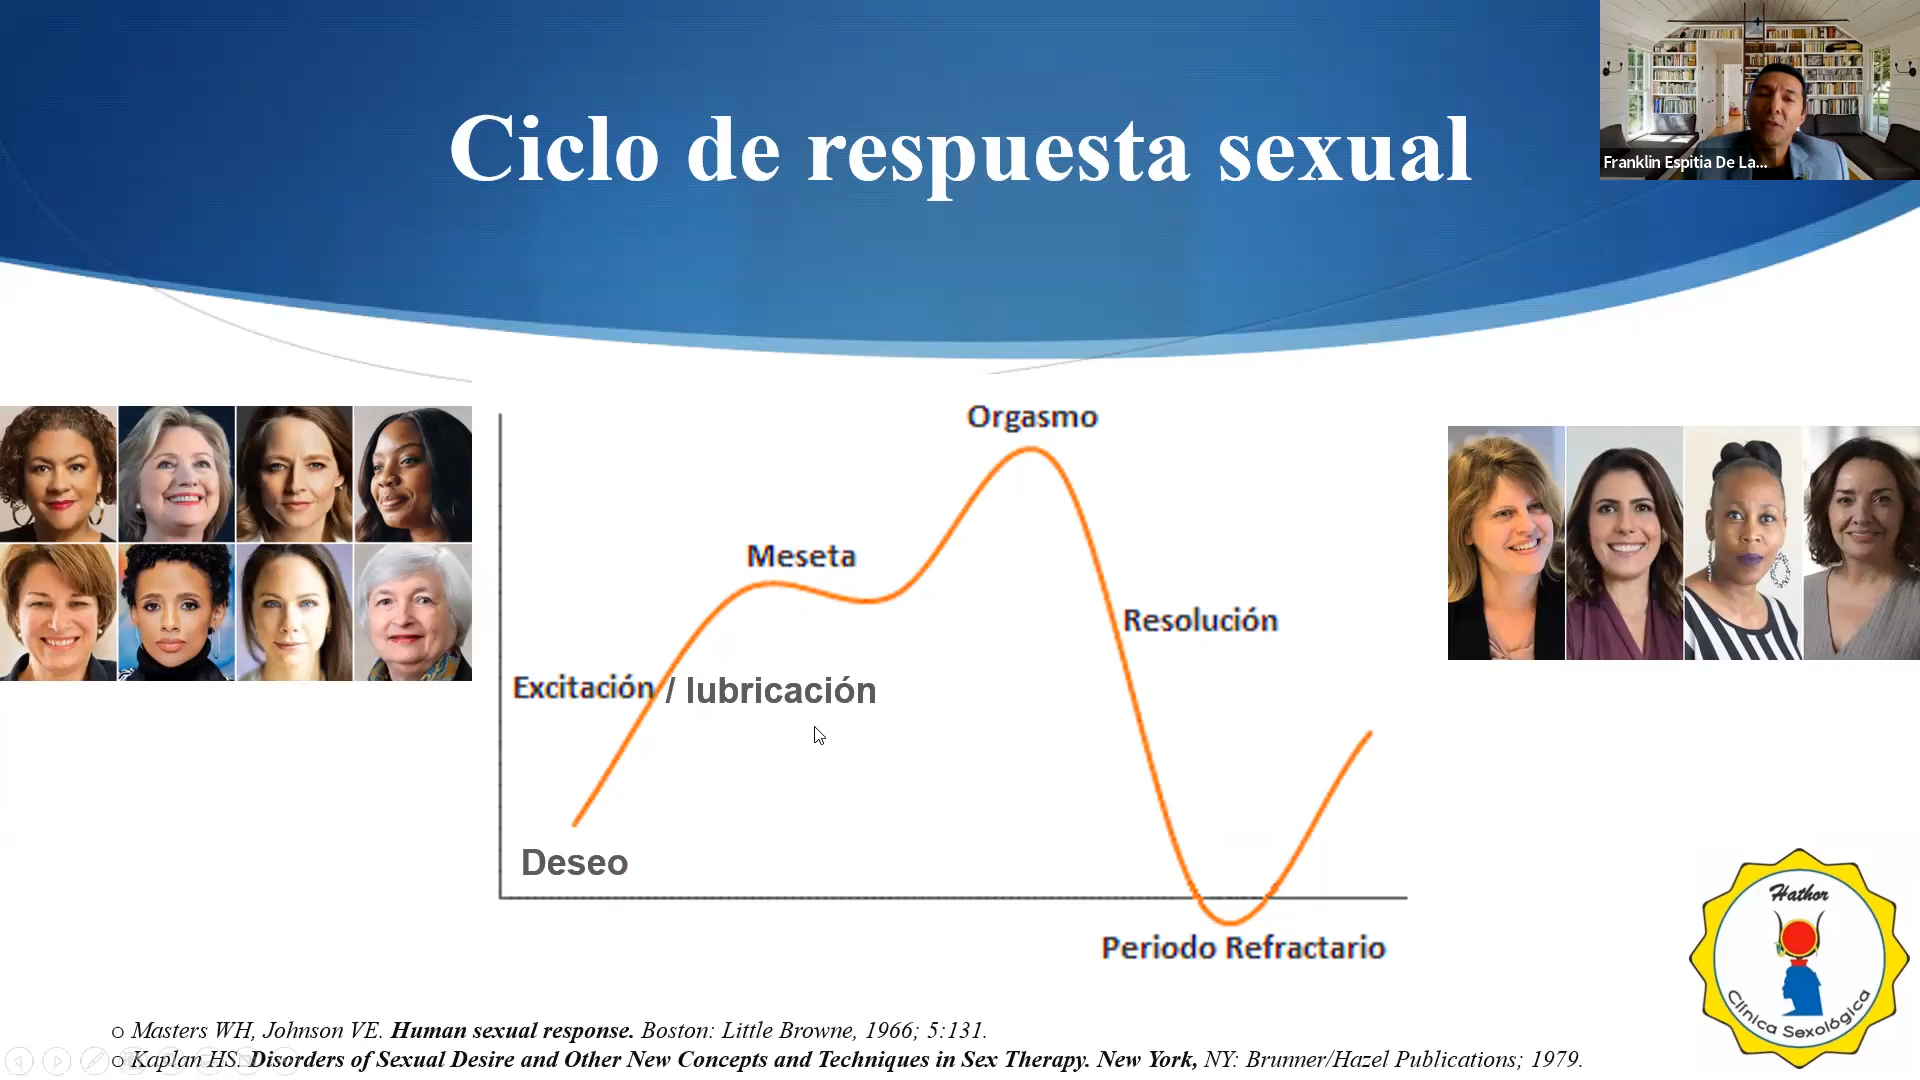 Ciclo de respuesta sexual
Franklin Espitia De La...
Orgasmo
Meseta
Resolución
Excitación / lubricación
Deseo
Periodo Refractario
Hathor
Clínica Sexológica
o Masters WH, Johnson VE. Human sexual response. Boston: Little Browne, 1966; 5:131.
o Kaplan HS. Disorders of Sexual Desire and Other New Concepts and Techniques in Sex Therapy. New York, NY: Brunner/Hazel Publications; 1979.